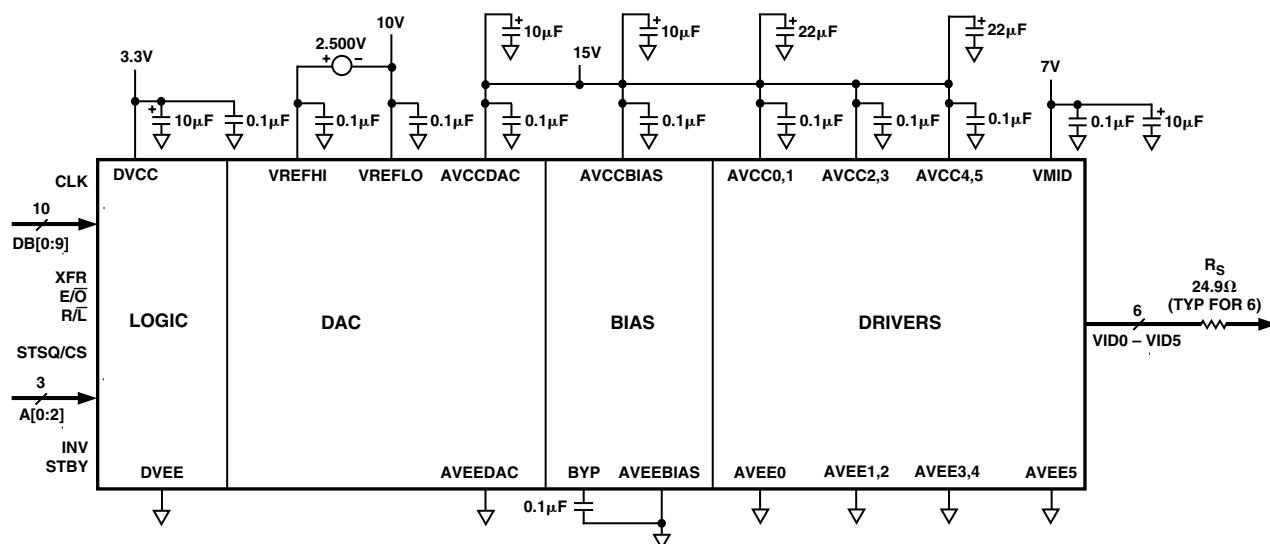 10V
2.500V
+ −
3.3V
15V
7V
+ 10μF
+ 10μF
+ 22μF
+ 22μF
+ 10μF
0.1μF
0.1μF
0.1μF
0.1μF
0.1μF
0.1μF
0.1μF
0.1μF
0.1μF
+ 10μF
DVCC
VREFHI
VREFLO
AVCCDAC
AVCCBIAS
AVCC0,1
AVCC2,3
AVCC4,5
VMID
CLK
10
DB[0:9]
XFR
E/O̅
R/L̅
STSQ/CS
3
A[0:2]
INV
STBY
LOGIC
DAC
BIAS
DRIVERS
6
VID0 – VID5
R_S
24.9Ω
(TYP FOR 6)
DVEE
AVEEDAC
BYP
AVEEBIAS
AVEE0
AVEE1,2
AVEE3,4
AVEE5
0.1μF